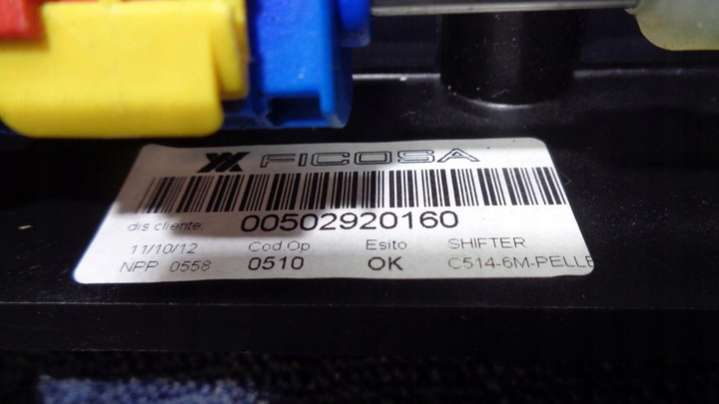 FICOSA
dis.cliente: 00502920160
11/10/12 Cod.Op Esito SHIFTER
NPP 0558 0510 OK C514-6M-PELLE